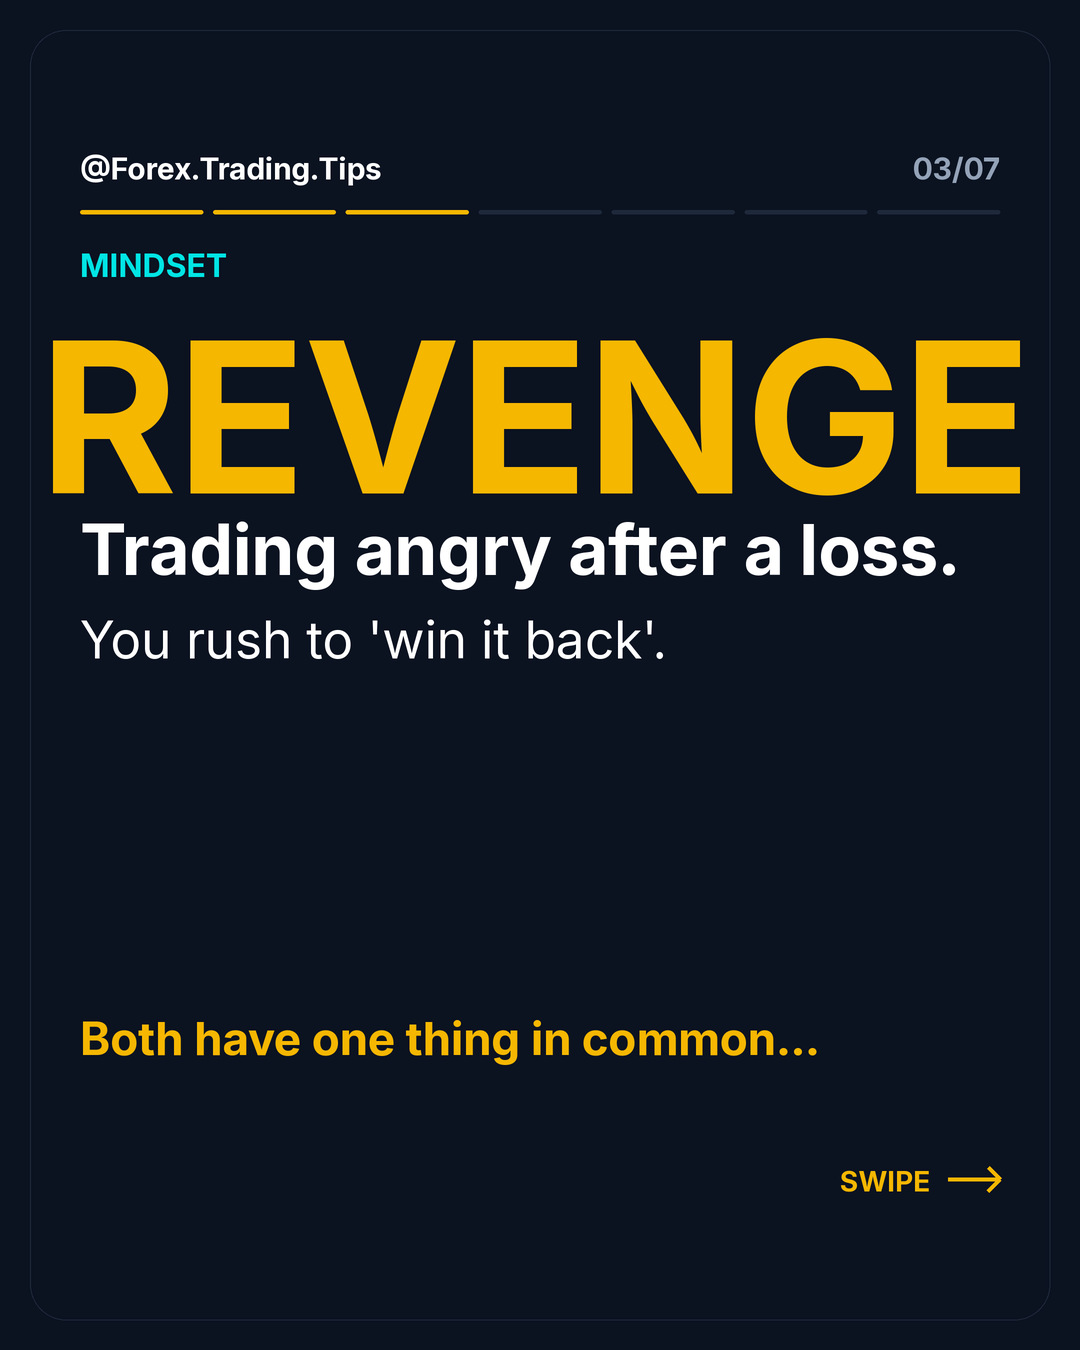 @Forex.Trading.Tips
03/07
MINDSET
REVENGE
Trading angry after a loss.
You rush to 'win it back'.
Both have one thing in common...
SWIPE →